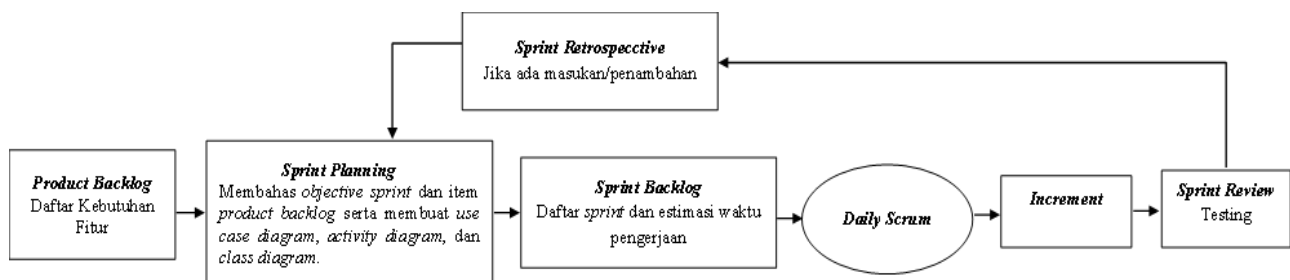 Sprint Retrospecctive
Jika ada masukan/penambahan
Product Backlog
Daftar Kebutuhan
Fitur
Sprint Planning
Membahas objective sprint dan item
product backlog serta membuat use
case diagram, activity diagram, dan
class diagram.
Sprint Backlog
Daftar sprint dan estimasi waktu
pengerjaan
Daily Scrum
Increment
Sprint Review
Testing